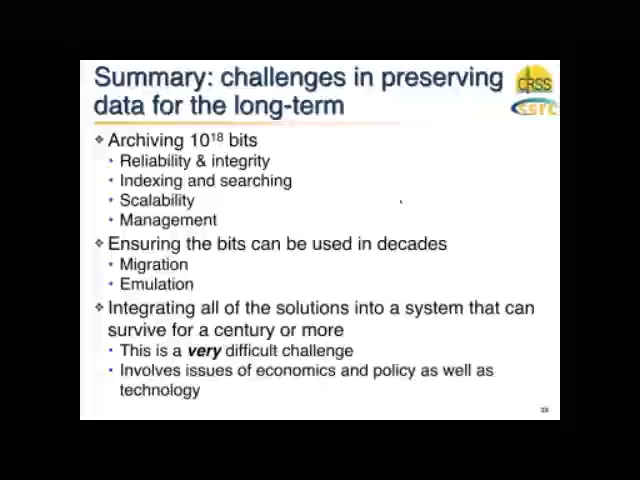 Summary: challenges in preserving
data for the long-term
CRSS
ssrc
❖ Archiving 10¹⁸ bits
• Reliability & integrity
• Indexing and searching
• Scalability
• Management
❖ Ensuring the bits can be used in decades
• Migration
• Emulation
❖ Integrating all of the solutions into a system that can
survive for a century or more
• This is a very difficult challenge
• Involves issues of economics and policy as well as
technology